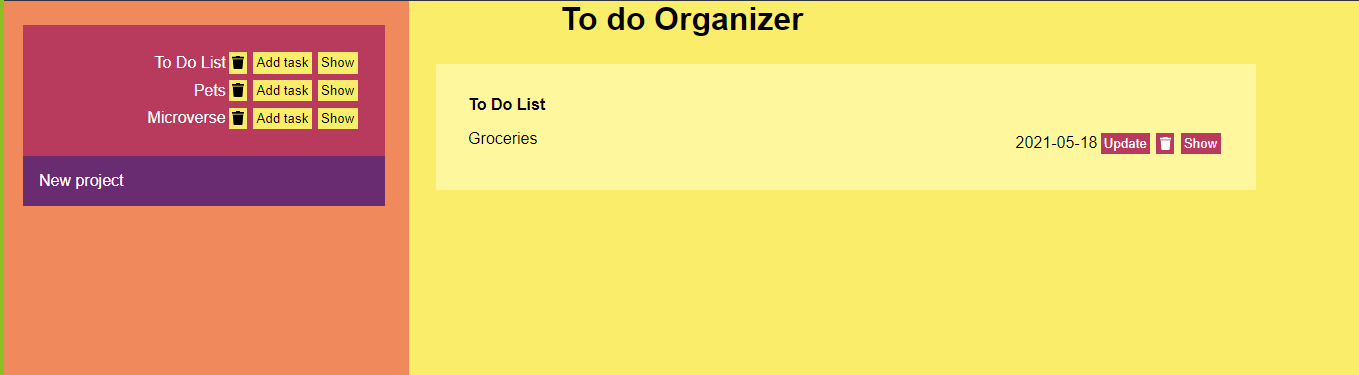 To do Organizer
To Do List Add task Show
Pets Add task Show
Microverse Add task Show
New project
To Do List
Groceries 2021-05-18 Update Show